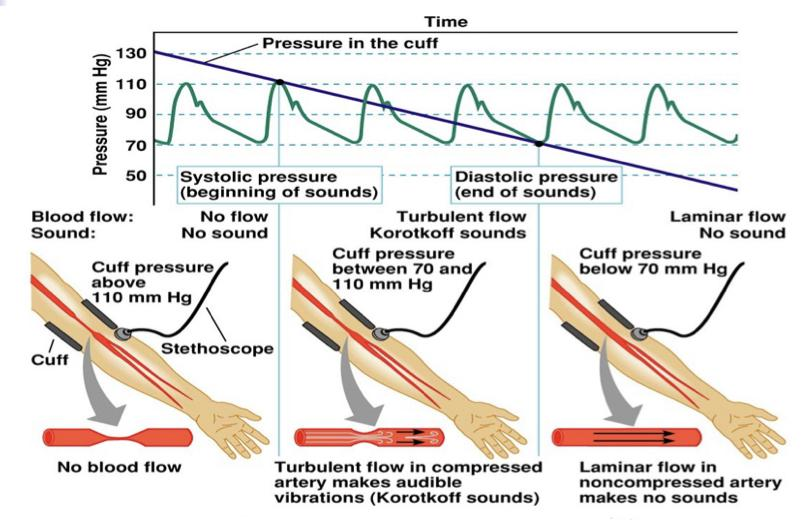 Time
Pressure in the cuff
Pressure (mm Hg)
130
110
90
70
50
Systolic pressure
(beginning of sounds)
Diastolic pressure
(end of sounds)
Blood flow:
Sound:
No flow
No sound
Turbulent flow
Korotkoff sounds
Laminar flow
No sound
Cuff pressure
above
110 mm Hg
Cuff
Stethoscope
No blood flow
Cuff pressure
between 70 and
110 mm Hg
Turbulent flow in compressed
artery makes audible
vibrations (Korotkoff sounds)
Cuff pressure
below 70 mm Hg
Laminar flow in
noncompressed artery
makes no sounds